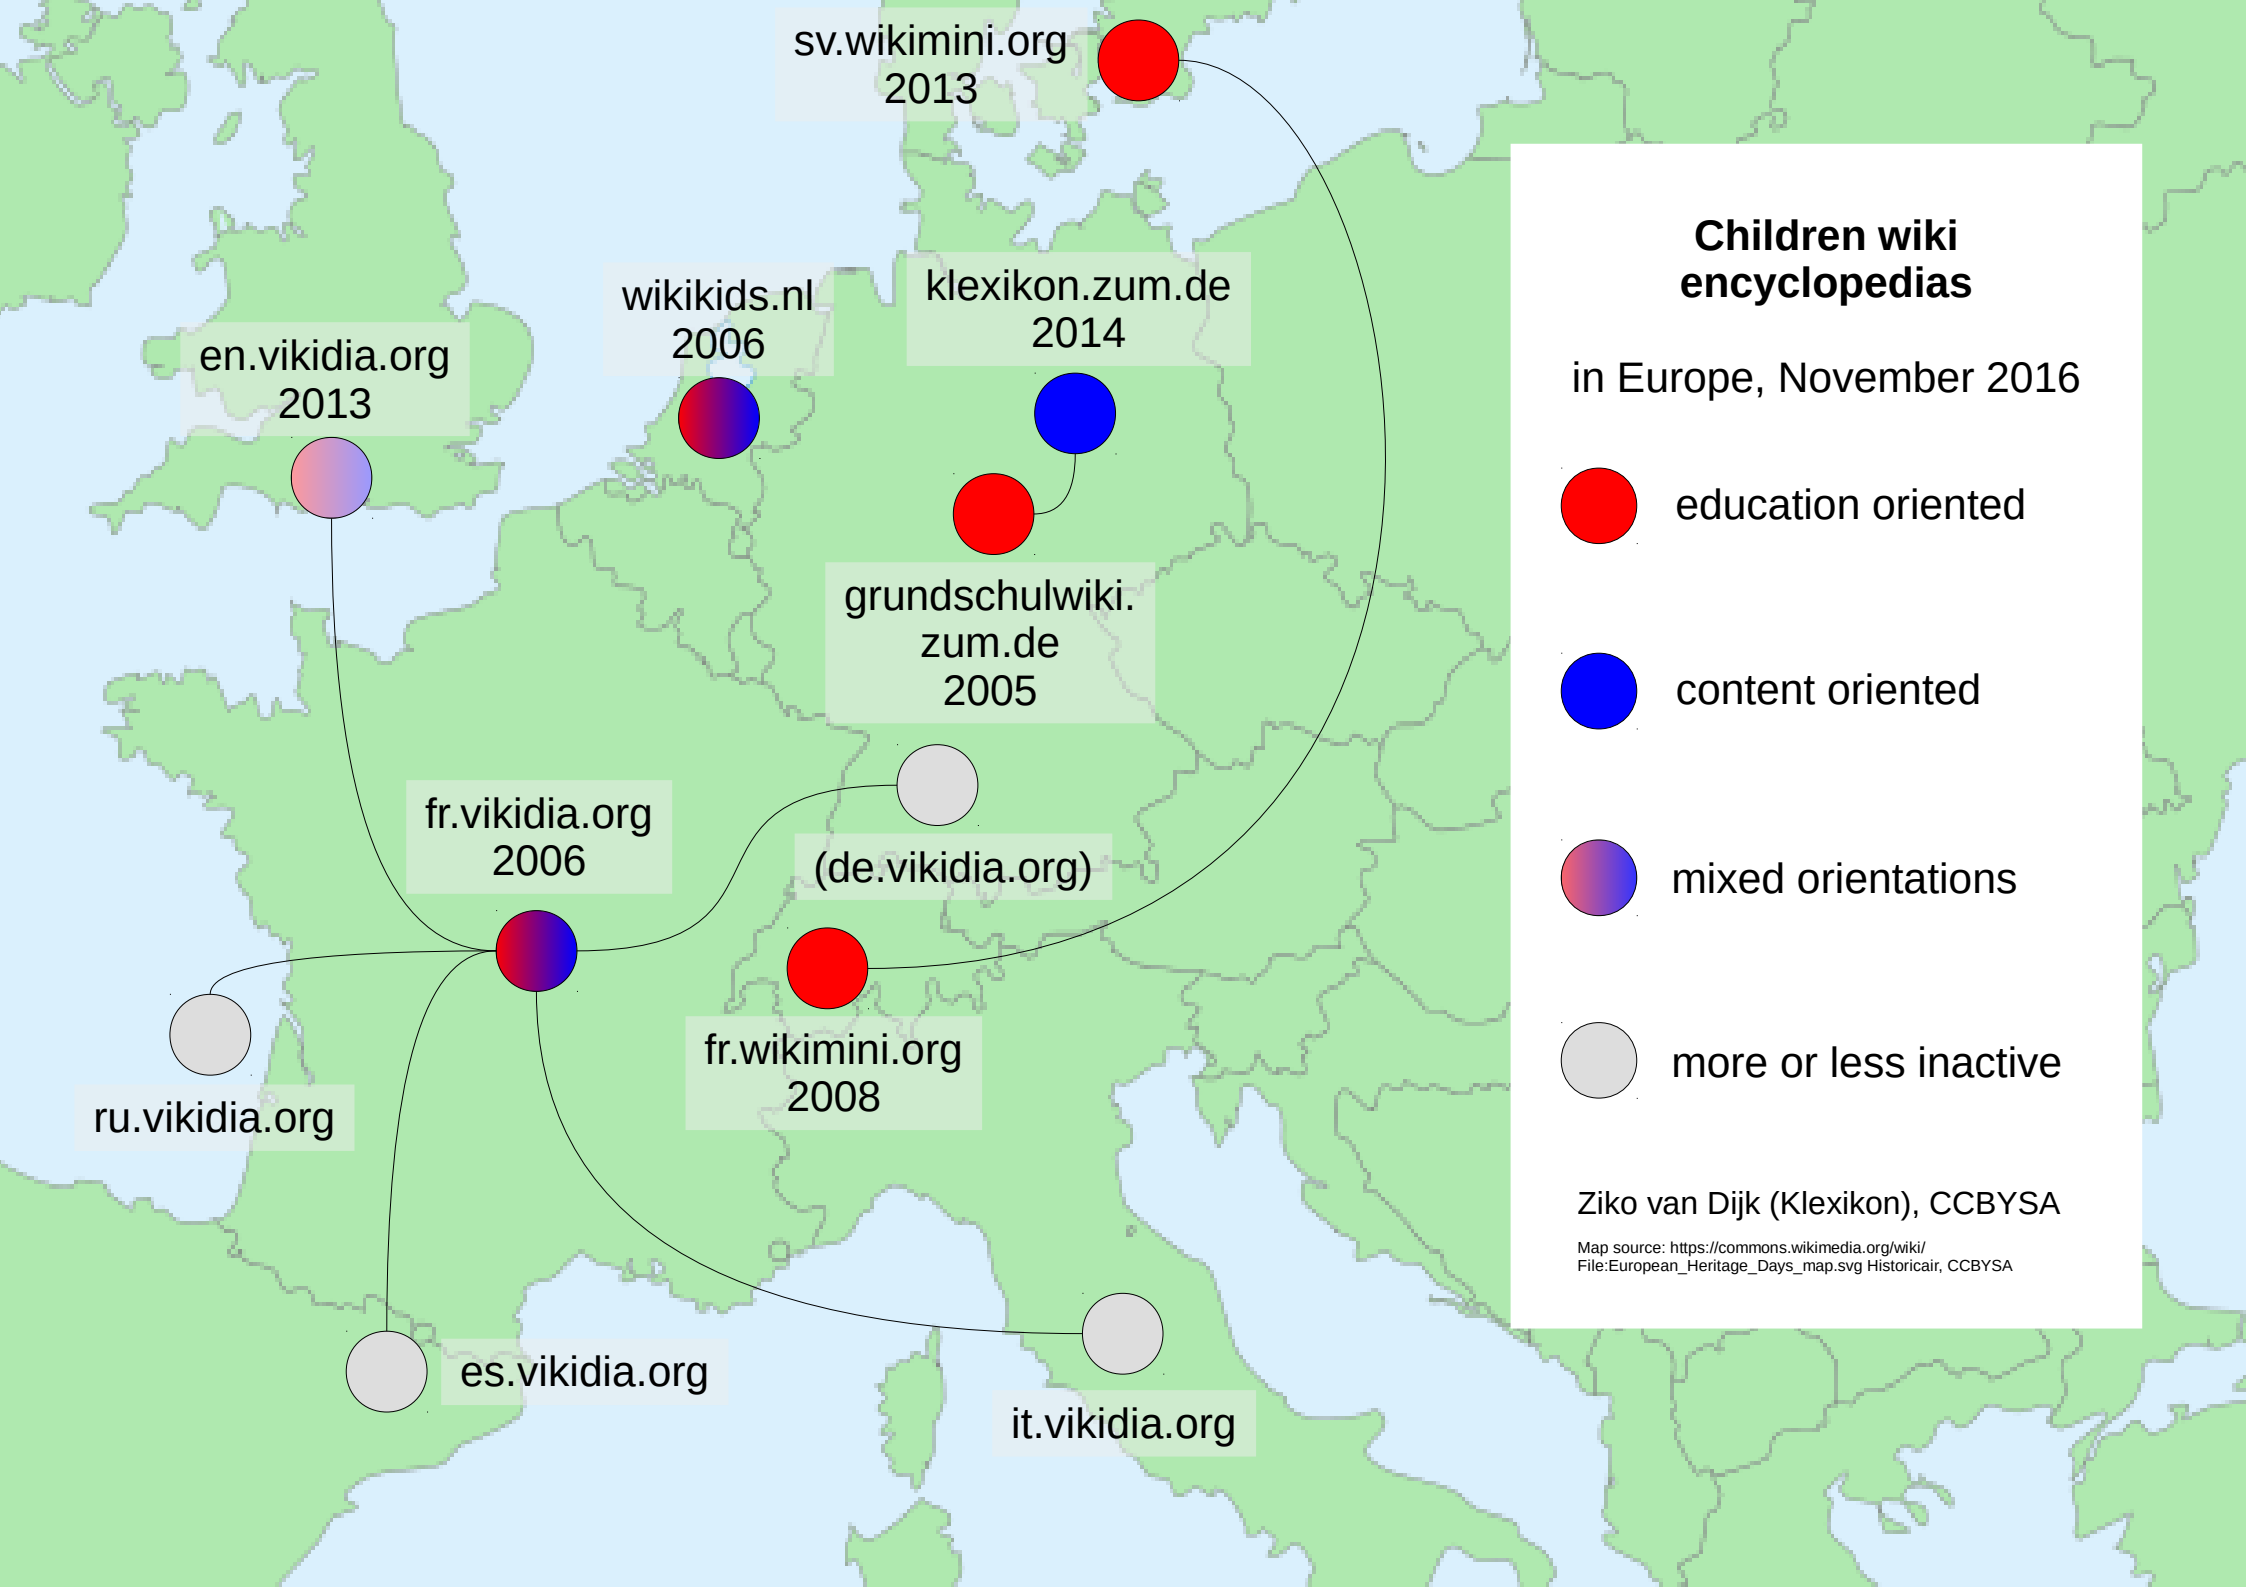 sv.wikimini.org
2013
wikikids.nl
2006
klexikon.zum.de
2014
en.vikidia.org
2013
grundschulwiki.
zum.de
2005
fr.vikidia.org
2006
(de.vikidia.org)
fr.wikimini.org
2008
ru.vikidia.org
es.vikidia.org
it.vikidia.org
Children wiki
encyclopedias
in Europe, November 2016
education oriented
content oriented
mixed orientations
more or less inactive
Ziko van Dijk (Klexikon), CCBYSA
Map source: https://commons.wikimedia.org/wiki/
File:European_Heritage_Days_map.svg Historicair, CCBYSA